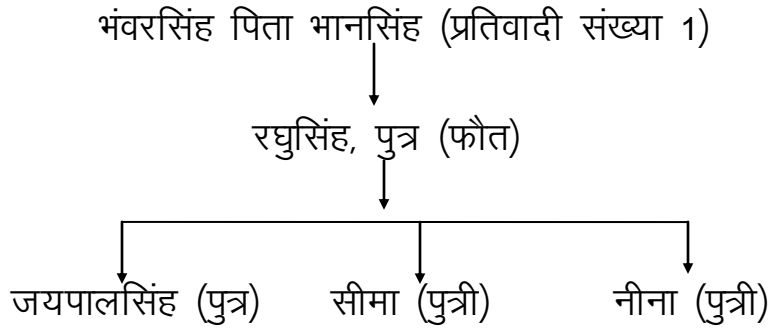 भंवरसिंह पिता भानसिंह (प्रतिवादी संख्या 1)
रघुसिंह, पुत्र (फौत)
जयपालसिंह (पुत्र) सीमा (पुत्री) नीना (पुत्री)